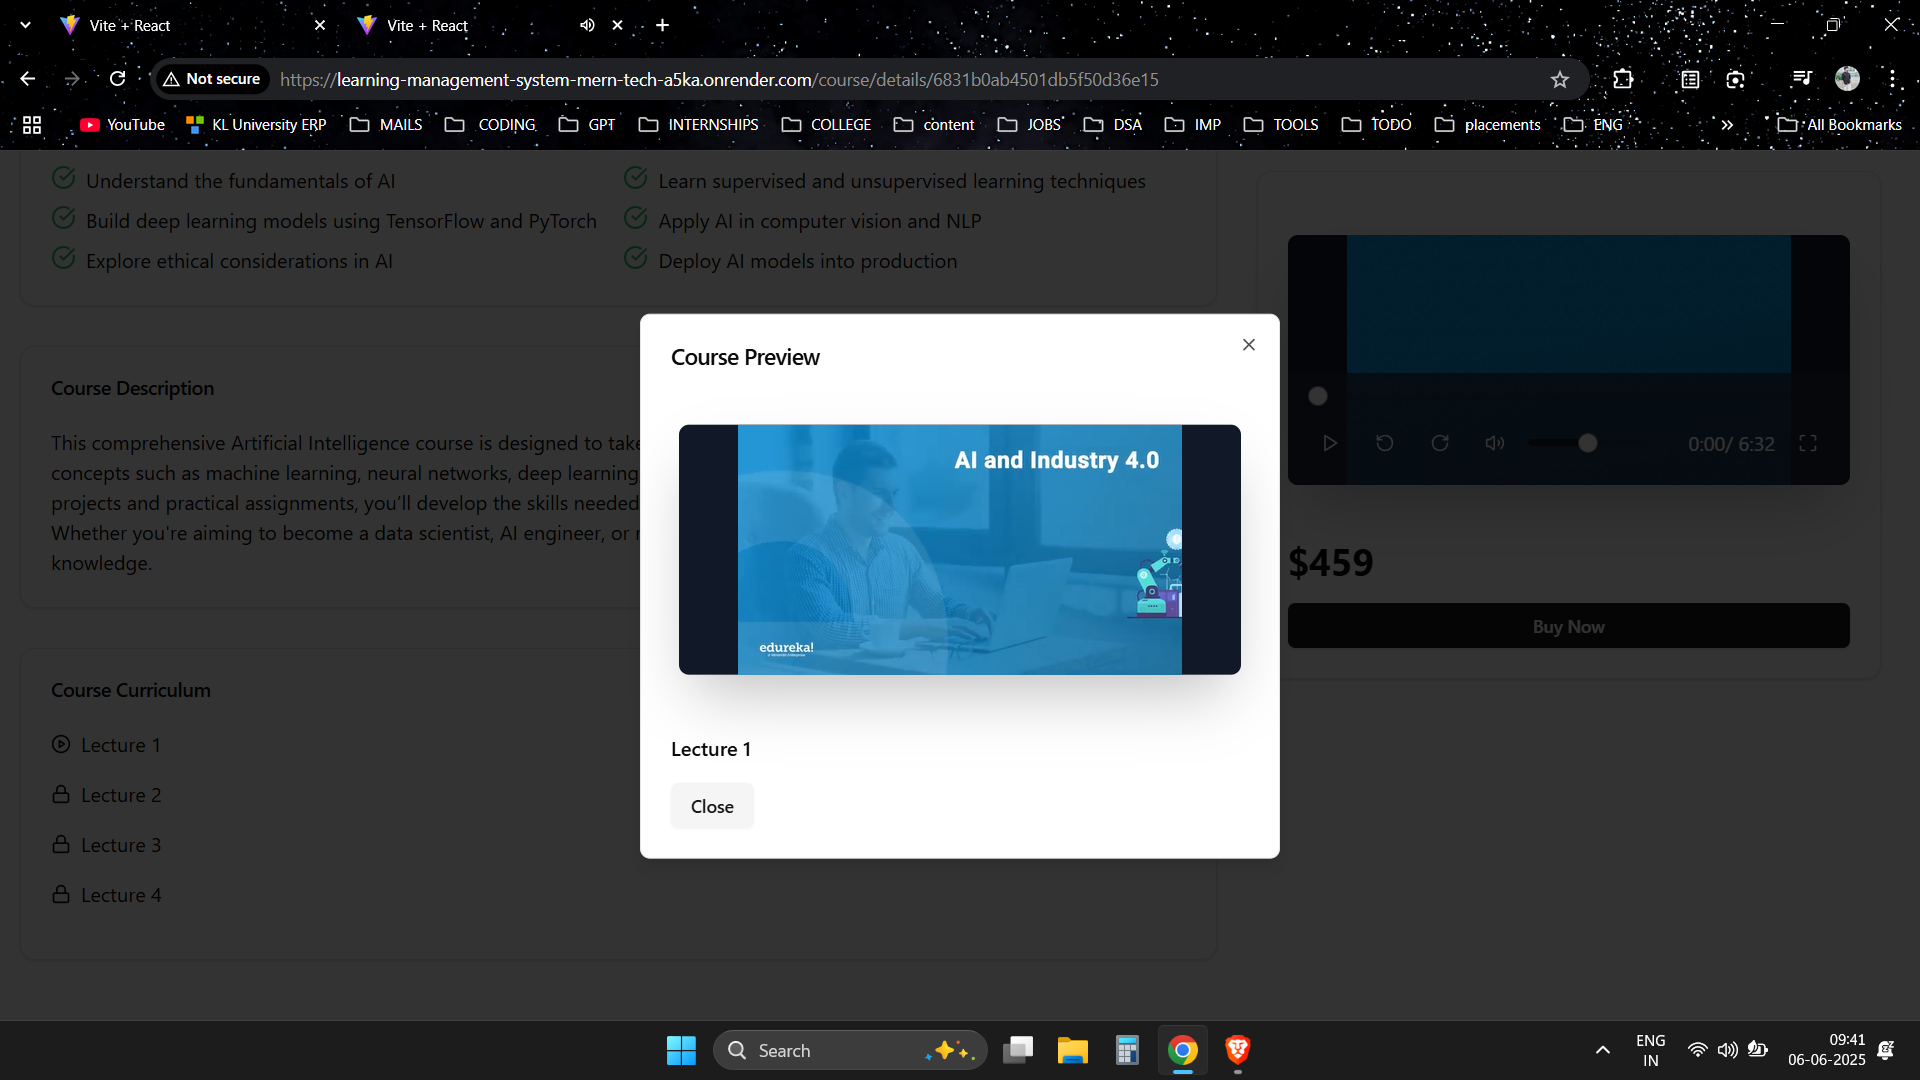 Vite + React
Vite + React
Not secure
https://learning-management-system-mern-tech-a5ka.onrender.com/course/details/6831b0ab4501db5f50d36e15
YouTube
KL University ERP
MAILS
CODING
GPT
INTERNSHIPS
COLLEGE
content
JOBS
DSA
IMP
TOOLS
TODO
placements
ENG
All Bookmarks
Understand the fundamentals of AI
Learn supervised and unsupervised learning techniques
Build deep learning models using TensorFlow and PyTorch
Apply AI in computer vision and NLP
Explore ethical considerations in AI
Deploy AI models into production
Course Description
This comprehensive Artificial Intelligence course is designed to take
concepts such as machine learning, neural networks, deep learning,
projects and practical assignments, you'll develop the skills needed
Whether you're aiming to become a data scientist, AI engineer, or
knowledge.
Course Curriculum
Lecture 1
Lecture 2
Lecture 3
Lecture 4
Course Preview
AI and Industry 4.0
edureka!
Lecture 1
Close
0:00/ 6:32
$459
Buy Now
Search
ENG
IN
09:41
06-06-2025